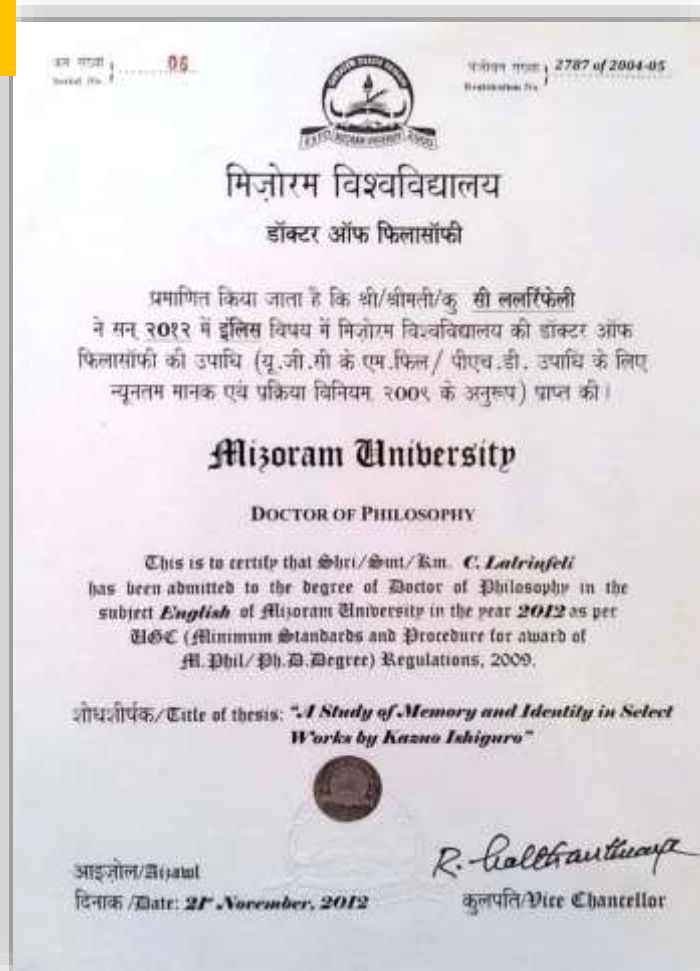 क्रम संख्या
Serial No.
06
पंजीयन संख्या
Registration No.
2787 of 2004-05
ESTD. MIZORAM UNIVERSITY 2000
मिज़ोरम विश्वविद्यालय
डॉक्टर ऑफ फिलासॉफी
प्रमाणित किया जाता है कि श्री/श्रीमती/कु सी ललरिंफेली
ने सन् २०१२ में इंलिस विषय में मिजोरम विश्वविद्यालय की डॉक्टर ऑफ
फिलासॉफी की उपाधि (यू.जी.सी के एम.फिल/ पीएच.डी. उपाधि के लिए
न्यूनतम मानक एवं प्रक्रिया विनियम, २००९ के अनुरूप) प्राप्त की।
Mizoram University
DOCTOR OF PHILOSOPHY
This is to certify that Shri/Smt/Km. C. Lalrinfeli
has been admitted to the degree of Doctor of Philosophy in the
subject English of Mizoram University in the year 2012 as per
UGC (Minimum Standards and Procedure for award of
M.Phil/Ph.D.Degree) Regulations, 2009.
शोधशीर्षक/Title of thesis: "A Study of Memory and Identity in Select
Works by Kazuo Ishiguro"
R. Lalthantluanga
आइज़ोल/Aizawl
दिनाक /Date: 21st November, 2012
कुलपति/Vice Chancellor